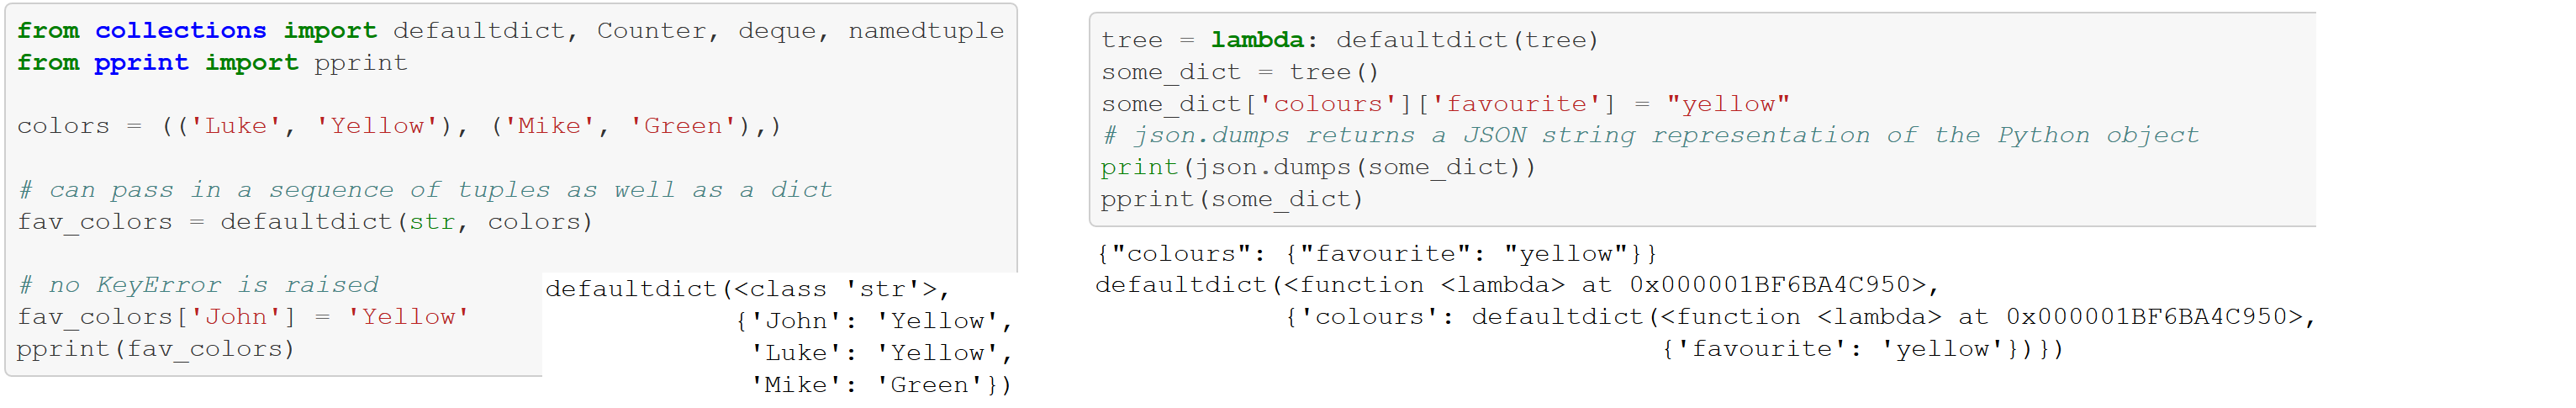 from collections import defaultdict, Counter, deque, namedtuple
from pprint import pprint
colors = (('Luke', 'Yellow'), ('Mike', 'Green'),)
# can pass in a sequence of tuples as well as a dict
fav_colors = defaultdict(str, colors)
# no KeyError is raised
fav_colors['John'] = 'Yellow'
pprint(fav_colors)
defaultdict(<class 'str'>,
{'John': 'Yellow',
'Luke': 'Yellow',
'Mike': 'Green'})
tree = lambda: defaultdict(tree)
some_dict = tree()
some_dict['colours']['favourite'] = "yellow"
# json.dumps returns a JSON string representation of the Python object
print(json.dumps(some_dict))
pprint(some_dict)
{"colours": {"favourite": "yellow"}}
defaultdict(<function <lambda> at 0x000001BF6BA4C950>,
{'colours': defaultdict(<function <lambda> at 0x000001BF6BA4C950>,
{'favourite': 'yellow'})})